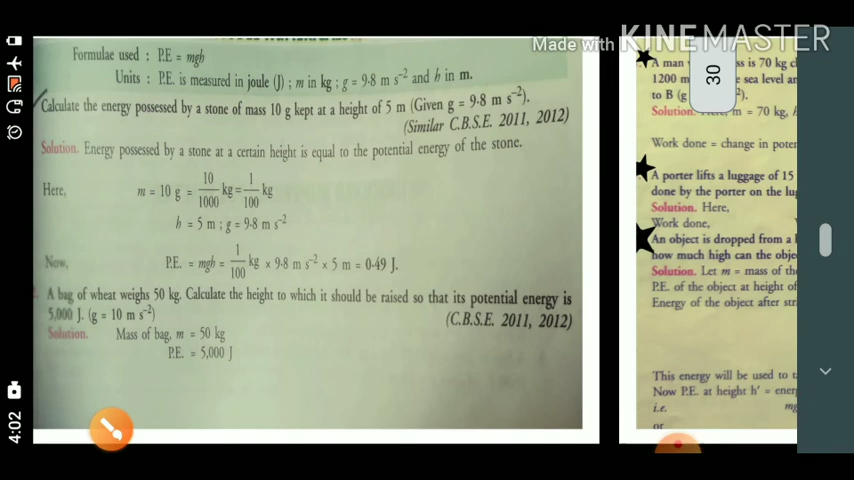 Made with KINEMASTER
Formulae used : P.E = mgh
Units : P.E. is measured in joule (J) ; m in kg ; g = 9·8 m s⁻² and h in m.
Calculate the energy possessed by a stone of mass 10 g kept at a height of 5 m (Given g = 9·8 m s⁻²).
(Similar C.B.S.E. 2011, 2012)
Solution. Energy possessed by a stone at a certain height is equal to the potential energy of the stone.
Here, m = 10 g = 10/1000 kg = 1/100 kg
h = 5 m ; g = 9·8 m s⁻²
Now, P.E. = mgh = 1/100 kg × 9·8 m s⁻² × 5 m = 0·49 J.
A bag of wheat weighs 50 kg. Calculate the height to which it should be raised so that its potential energy is
5,000 J. (g = 10 m s⁻²)
(C.B.S.E. 2011, 2012)
Solution. Mass of bag, m = 50 kg
P.E. = 5,000 J
4:02
30
A man is 70 kg
1200 m sea level
to B (g
Solution. m = 70 kg,
Work done = change in
A porter lifts a luggage of 15
done by the porter on the
Solution. Here,
Work done,
An object is dropped from a
how much high can the
Solution. Let m = mass of
P.E. of the object at height of
Energy of the object after
This energy will be used to
Now P.E. at height h' =
i.e.
or